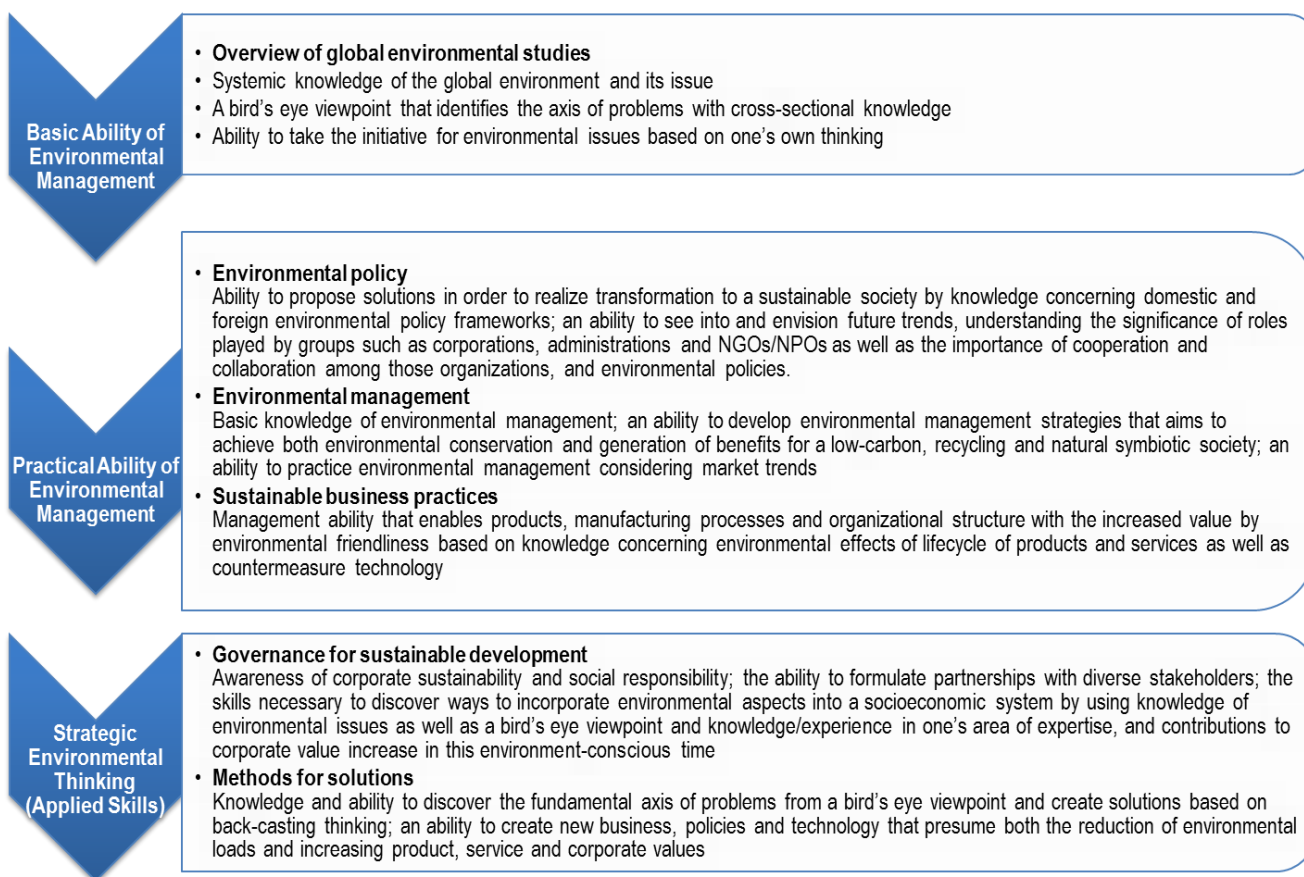 Basic Ability of
Environmental
Management
• Overview of global environmental studies
• Systemic knowledge of the global environment and its issue
• A bird's eye viewpoint that identifies the axis of problems with cross-sectional knowledge
• Ability to take the initiative for environmental issues based on one's own thinking
Practical Ability of
Environmental
Management
• Environmental policy
Ability to propose solutions in order to realize transformation to a sustainable society by knowledge concerning domestic and
foreign environmental policy frameworks; an ability to see into and envision future trends, understanding the significance of roles
played by groups such as corporations, administrations and NGOs/NPOs as well as the importance of cooperation and
collaboration among those organizations, and environmental policies.
• Environmental management
Basic knowledge of environmental management; an ability to develop environmental management strategies that aims to
achieve both environmental conservation and generation of benefits for a low-carbon, recycling and natural symbiotic society; an
ability to practice environmental management considering market trends
• Sustainable business practices
Management ability that enables products, manufacturing processes and organizational structure with the increased value by
environmental friendliness based on knowledge concerning environmental effects of lifecycle of products and services as well as
countermeasure technology
Strategic
Environmental
Thinking
(Applied Skills)
• Governance for sustainable development
Awareness of corporate sustainability and social responsibility; the ability to formulate partnerships with diverse stakeholders; the
skills necessary to discover ways to incorporate environmental aspects into a socioeconomic system by using knowledge of
environmental issues as well as a bird's eye viewpoint and knowledge/experience in one's area of expertise, and contributions to
corporate value increase in this environment-conscious time
• Methods for solutions
Knowledge and ability to discover the fundamental axis of problems from a bird's eye viewpoint and create solutions based on
back-casting thinking; an ability to create new business, policies and technology that presume both the reduction of environmental
loads and increasing product, service and corporate values